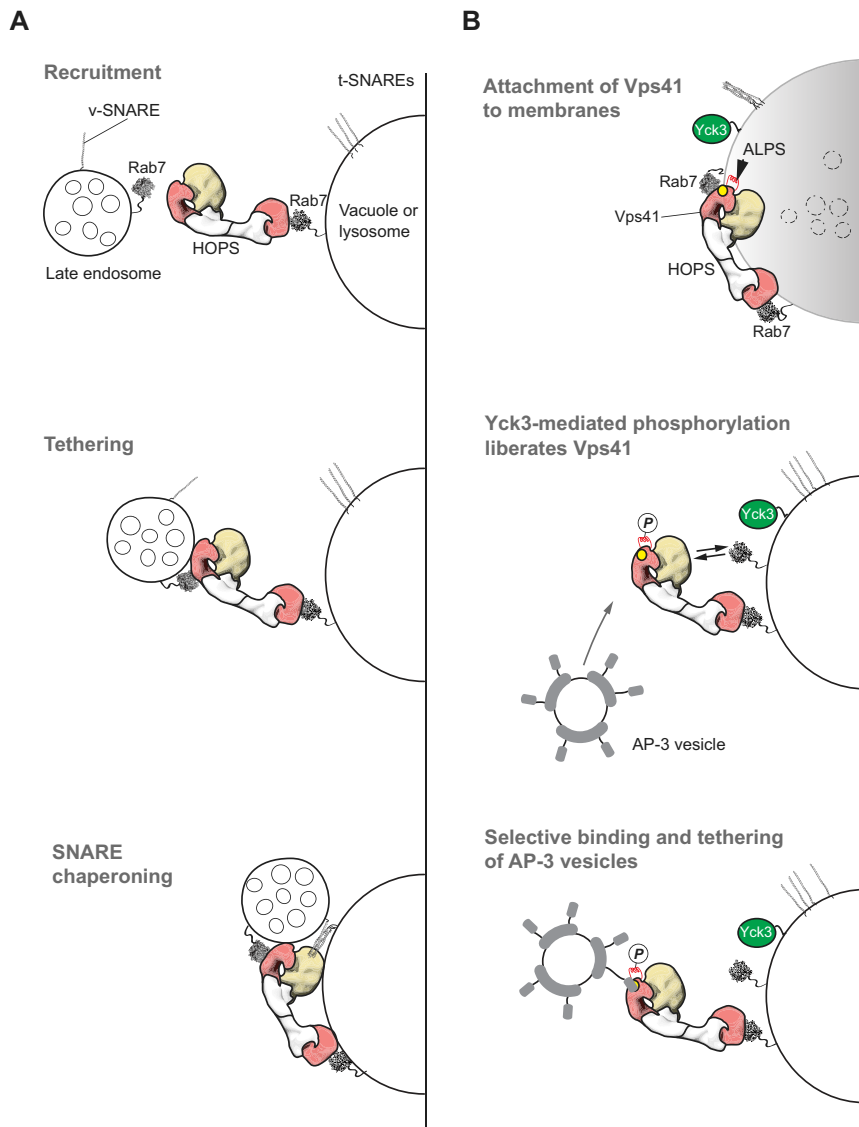 A
Recruitment
t-SNAREs
v-SNARE
Rab7
Rab7
Vacuole or
lysosome
HOPS
Late endosome
Tethering
SNARE
chaperoning
B
Attachment of Vps41
to membranes
Yck3
ALPS
Rab7
Vps41
HOPS
Rab7
Yck3-mediated phosphorylation
liberates Vps41
P
Yck3
AP-3 vesicle
Selective binding and tethering
of AP-3 vesicles
Yck3
P